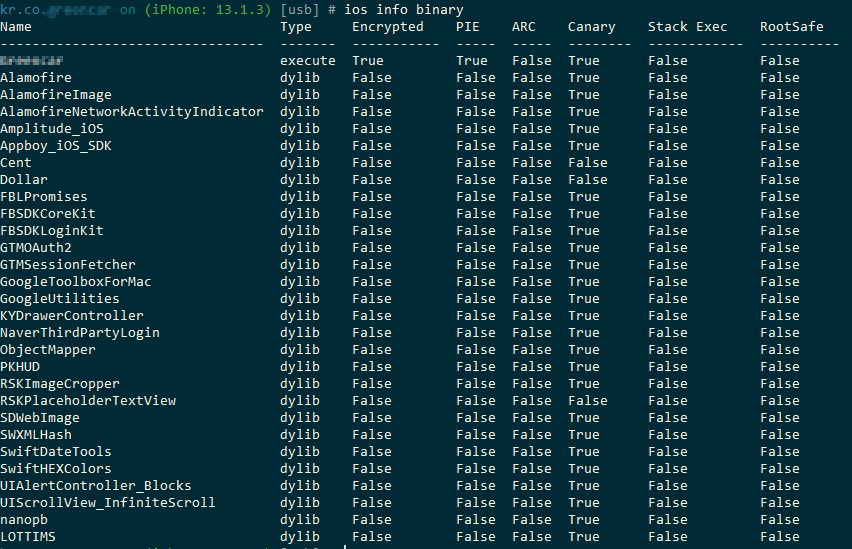 kr.co. on (iPhone: 13.1.3) [usb] # ios info binary
Name Type Encrypted PIE ARC Canary Stack Exec RootSafe
--------------------------------- ------- ----------- ----- ----- -------- ------------ ----------
execute True True False True False False
Alamofire dylib False False False True False False
AlamofireImage dylib False False False True False False
AlamofireNetworkActivityIndicator dylib False False False True False False
Amplitude_iOS dylib False False False True False False
Appboy_iOS_SDK dylib False False False True False False
Cent dylib False False False False False False
Dollar dylib False False False False False False
FBLPromises dylib False False False True False False
FBSDKCoreKit dylib False False False True False False
FBSDKLoginKit dylib False False False True False False
GTMOAuth2 dylib False False False True False False
GTMSessionFetcher dylib False False False True False False
GoogleToolboxForMac dylib False False False True False False
GoogleUtilities dylib False False False True False False
KYDrawerController dylib False False False True False False
NaverThirdPartyLogin dylib False False False True False False
ObjectMapper dylib False False False True False False
PKHUD dylib False False False True False False
RSKImageCropper dylib False False False True False False
RSKPlaceholderTextView dylib False False False False False False
SDWebImage dylib False False False True False False
SWXMLHash dylib False False False True False False
SwiftDateTools dylib False False False True False False
SwiftHEXColors dylib False False False True False False
UIAlertController_Blocks dylib False False False True False False
UIScrollView_InfiniteScroll dylib False False False True False False
nanopb dylib False False False True False False
LOTTIMS dylib False False False True False False